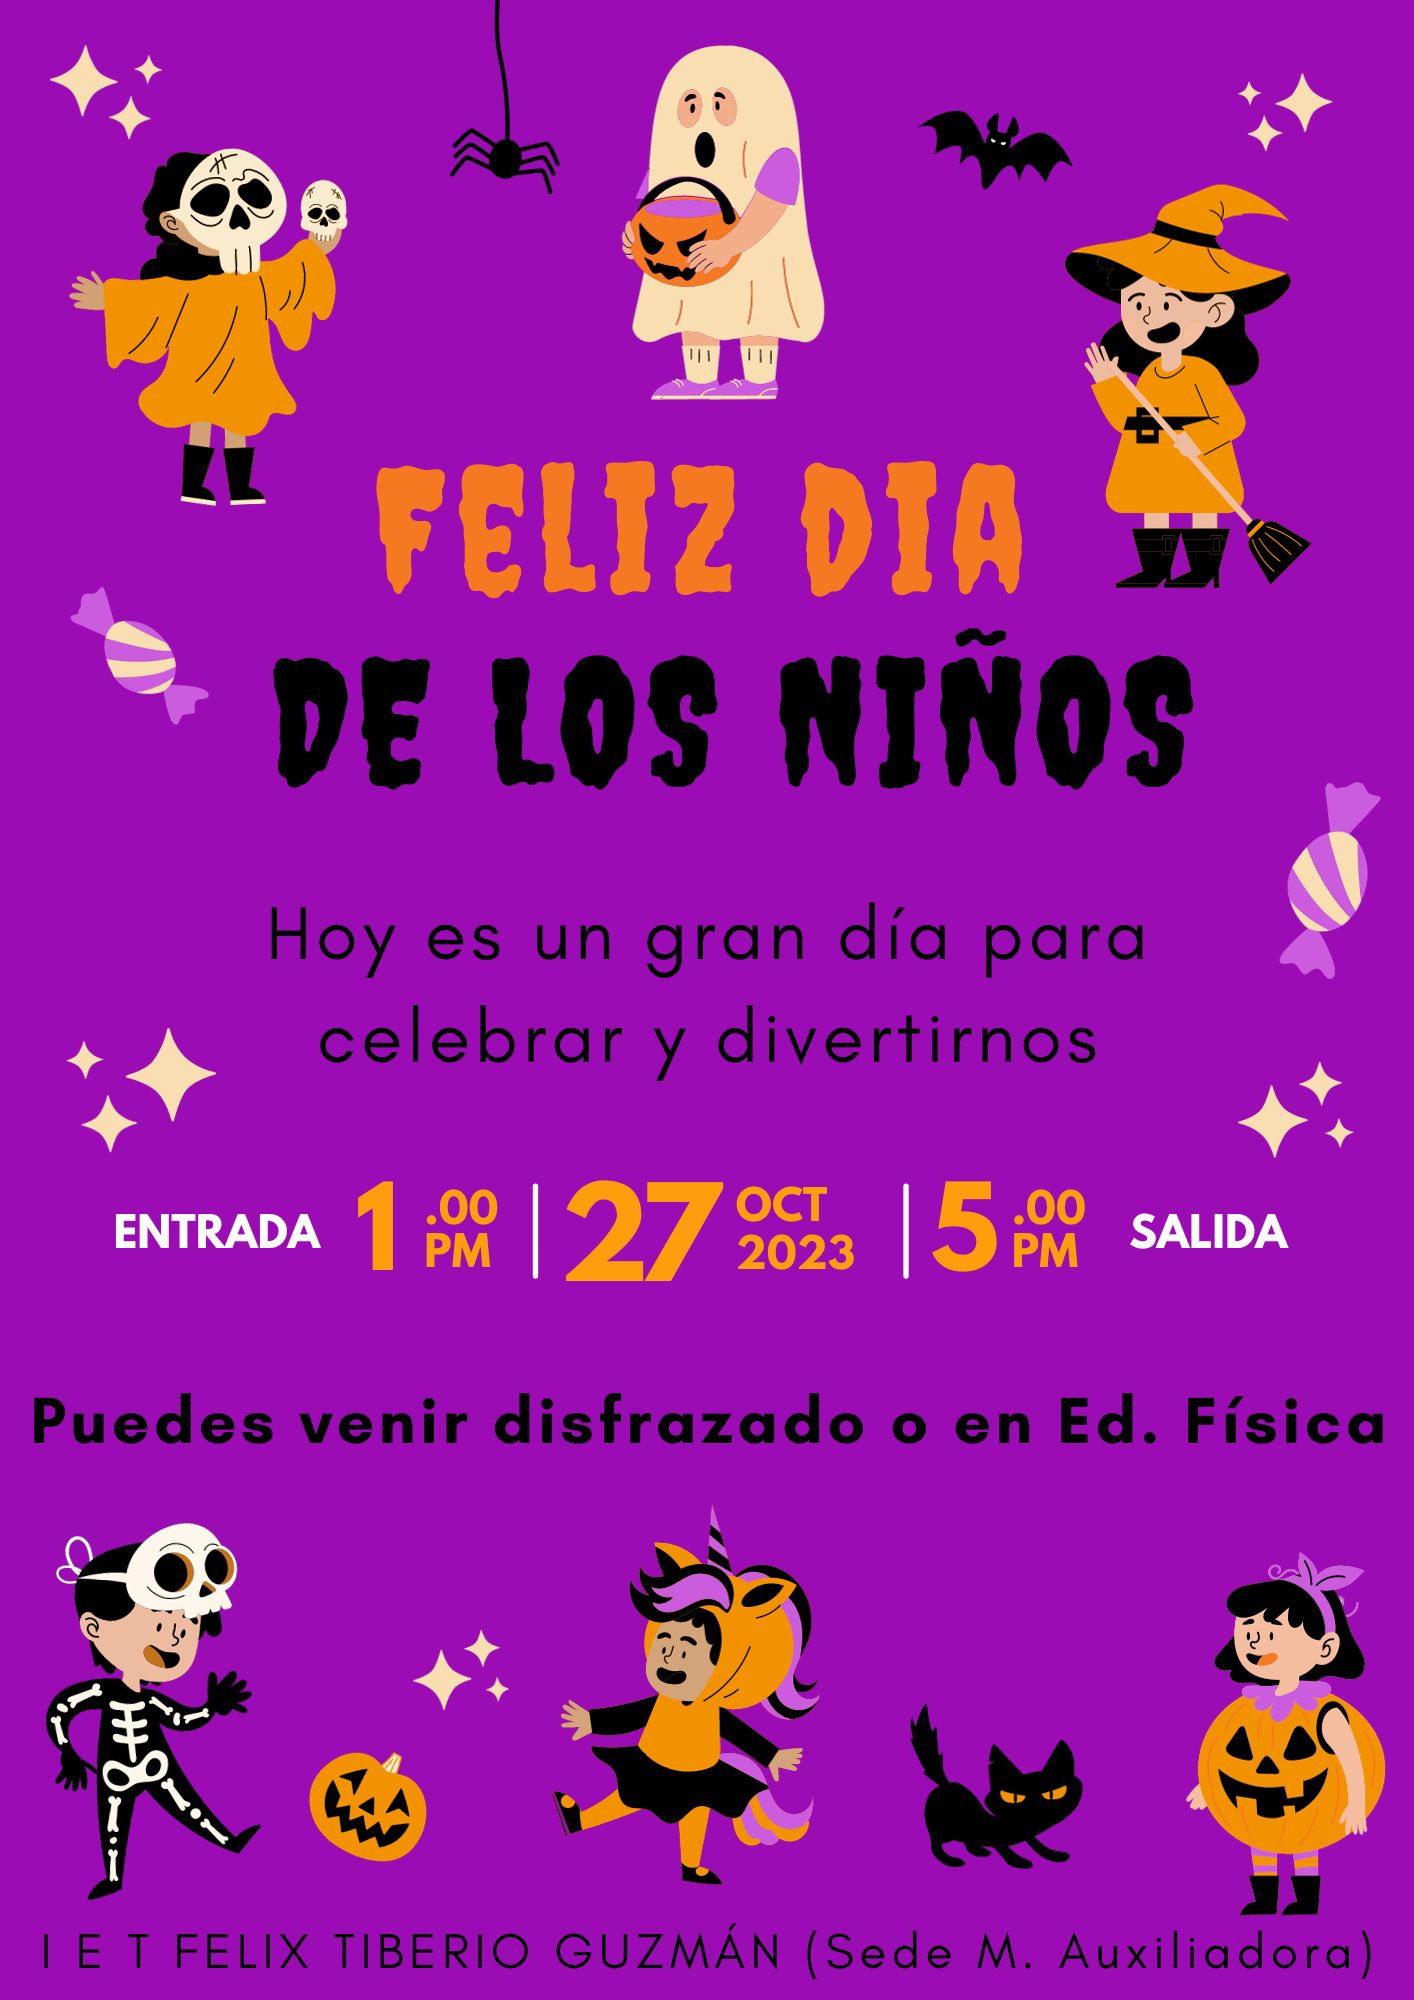 FELIZ DIA
DE LOS NIÑOS
Hoy es un gran día para
celebrar y divertirnos
ENTRADA 1.00 PM | 27 OCT 2023 | 5.00 PM SALIDA
Puedes venir disfrazado o en Ed. Física
I E T FELIX TIBERIO GUZMÁN (Sede M. Auxiliadora)